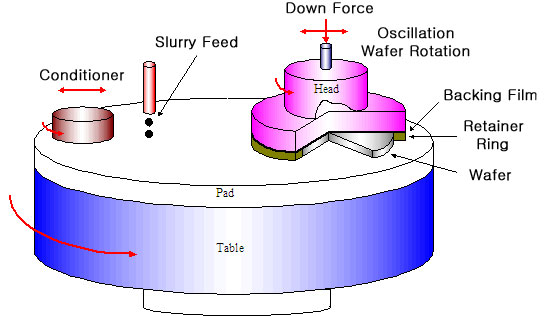 Down Force
Slurry Feed
Oscillation
Wafer Rotation
Conditioner
Head
Backing Film
Retainer
Ring
Wafer
Pad
Table